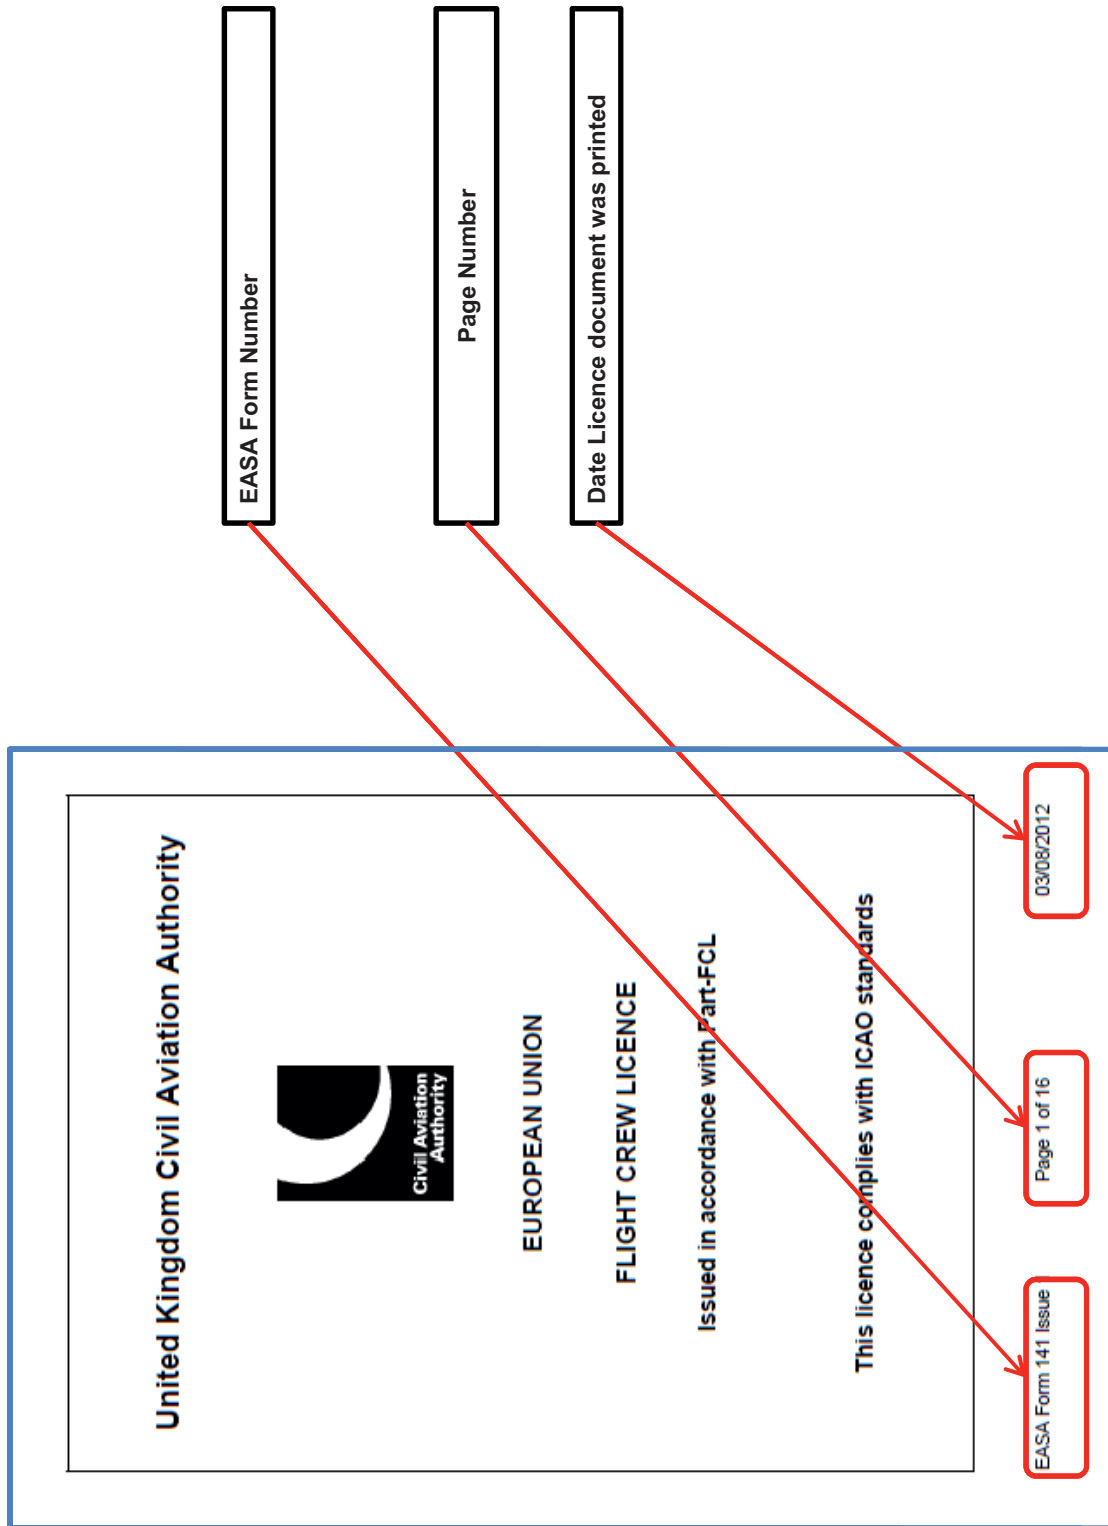 EASA Form Number
Page Number
Date Licence document was printed
United Kingdom Civil Aviation Authority
Civil Aviation
Authority
EUROPEAN UNION
FLIGHT CREW LICENCE
Issued in accordance with Part-FCL
This licence complies with ICAO standards
EASA Form 141 Issue
Page 1 of 16
03/08/2012